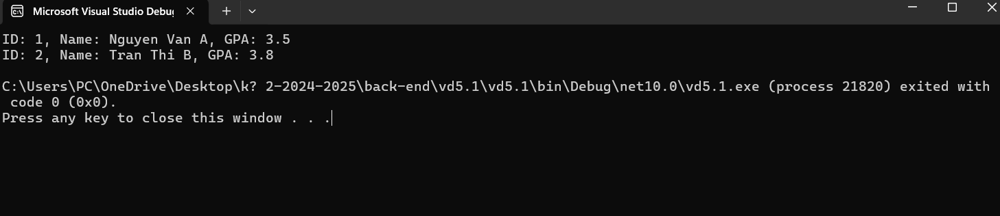 Microsoft Visual Studio Debu
ID: 1, Name: Nguyen Van A, GPA: 3.5
ID: 2, Name: Tran Thi B, GPA: 3.8
C:\Users\PC\OneDrive\Desktop\k? 2-2024-2025\back-end\vd5.1\vd5.1\bin\Debug\net10.0\vd5.1.exe (process 21820) exited with
code 0 (0x0).
Press any key to close this window . . .